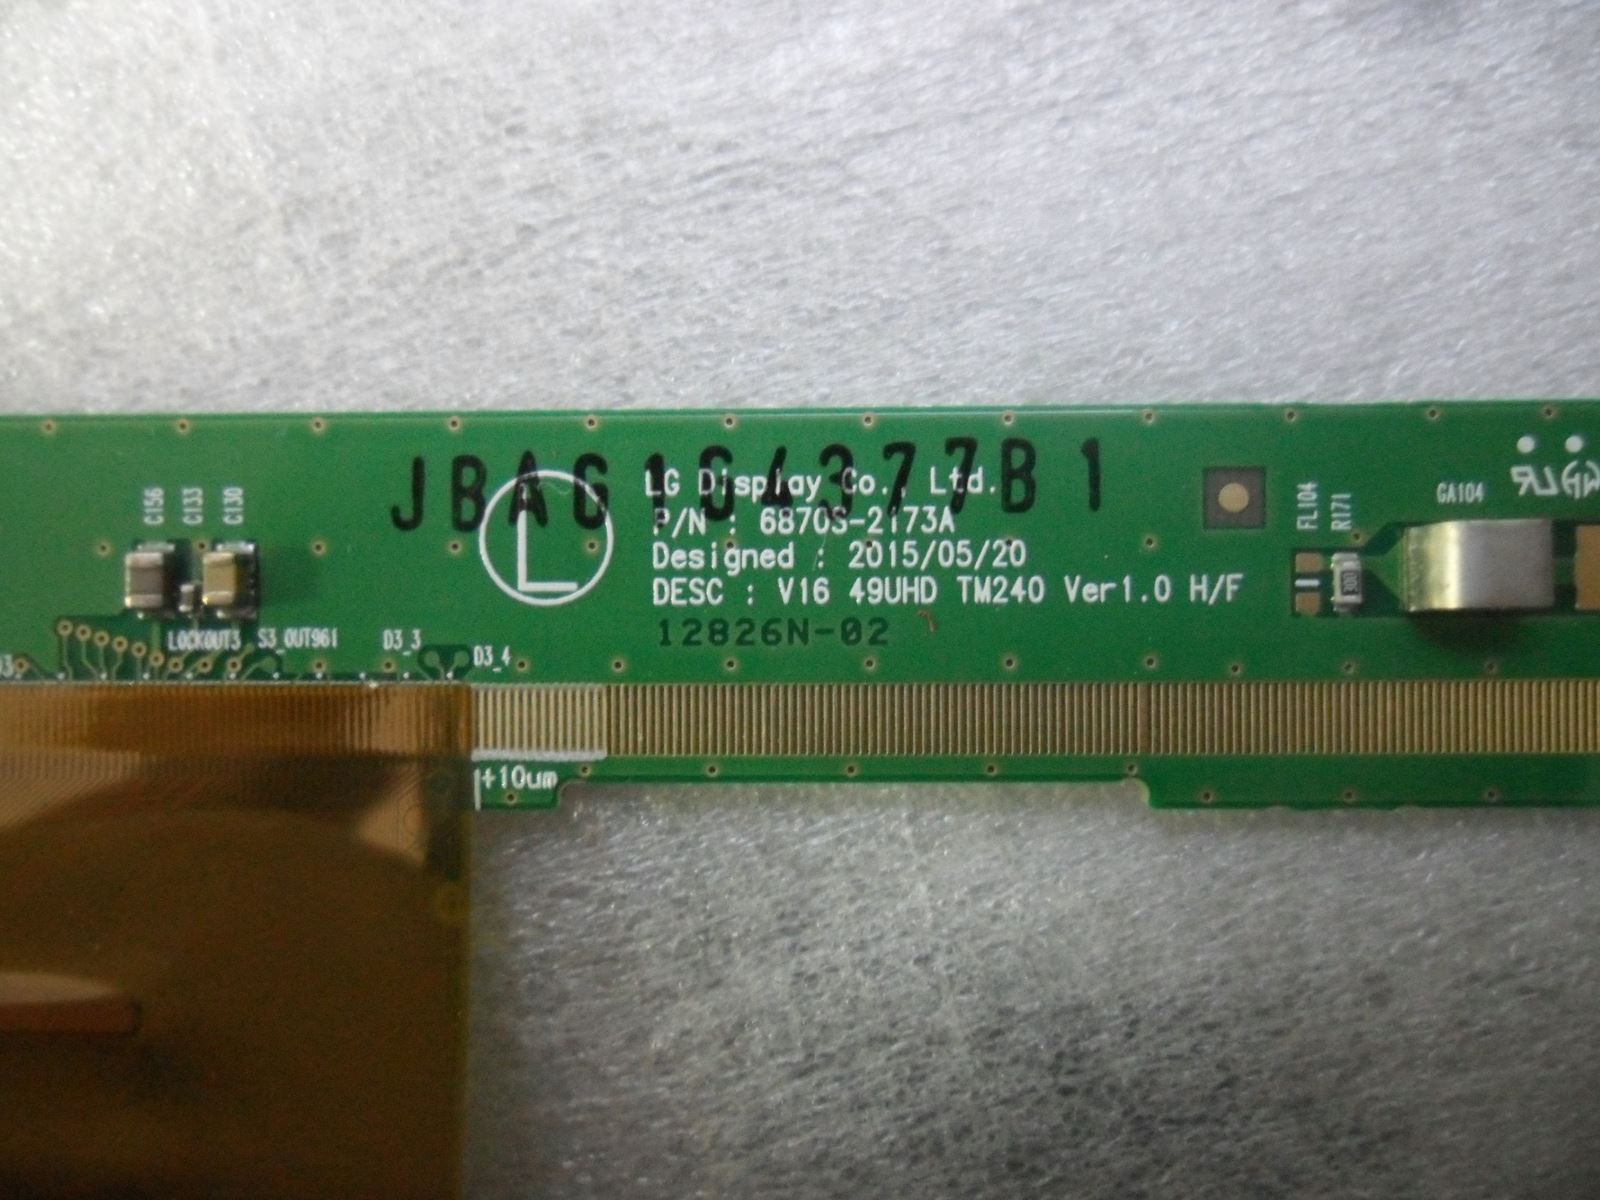 JBAG164377B1
L
LG Display Co., Ltd.
P/N : 6870S-2173A
Designed : 2015/05/20
DESC : V16 49UHD TM240 Ver1.0 H/F
12826N-02
C156
C133
C130
LOCKOUT3
S3_OUT961
D3_3
D3_4
+10um
FL104
R171
GA104